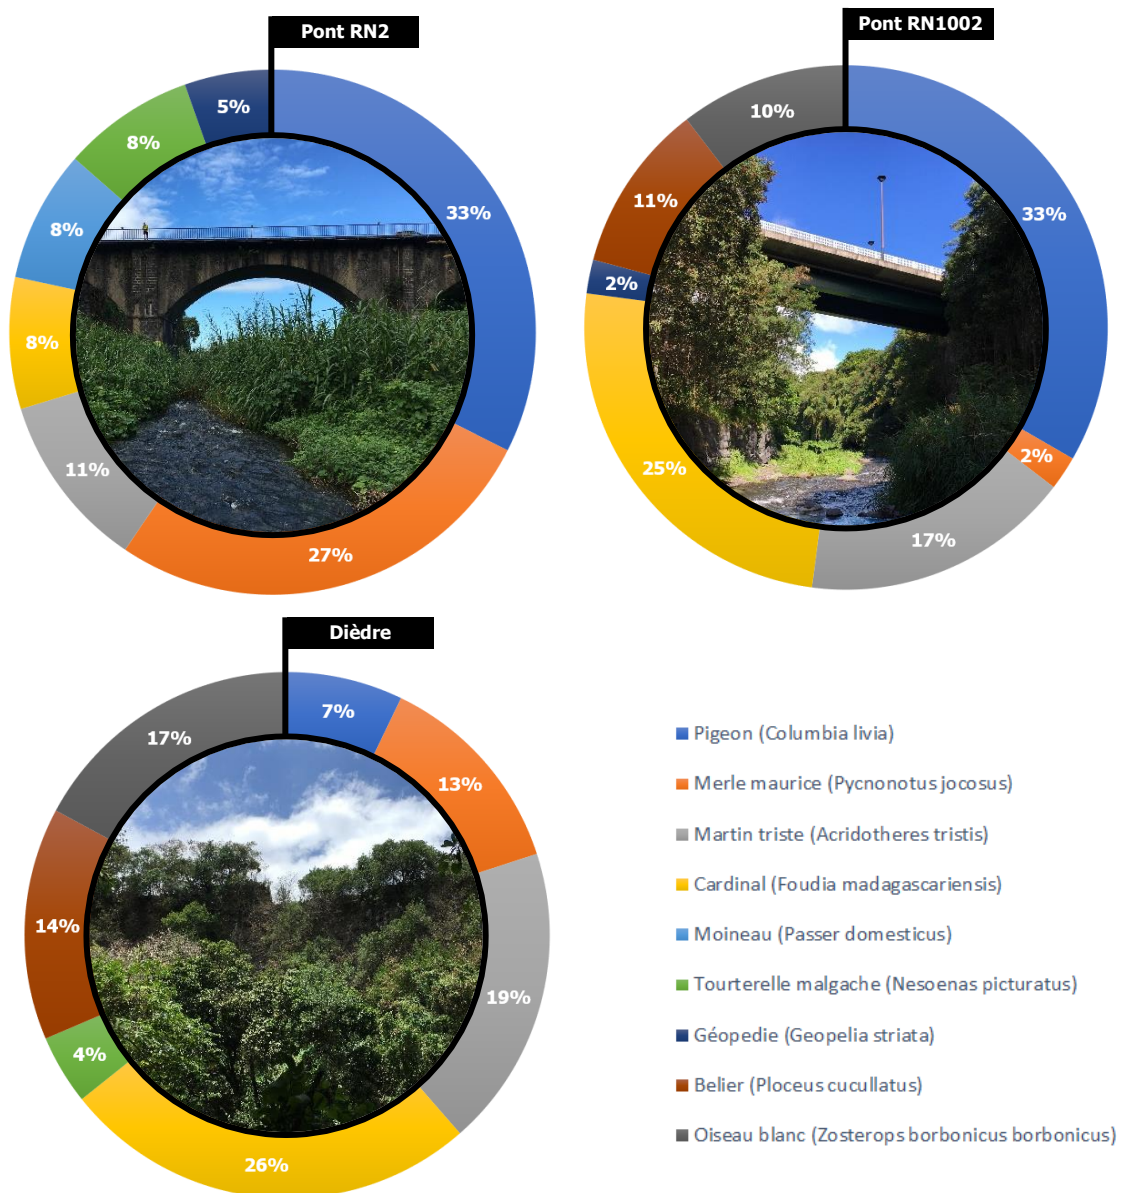 Pont RN2
5%
33%
27%
11%
8%
8%
8%
Pont RN1002
10%
33%
2%
17%
25%
2%
11%
Dièdre
7%
13%
19%
26%
4%
14%
17%
Pigeon (Columbia livia)
Merle maurice (Pycnonotus jocosus)
Martin triste (Acridotheres tristis)
Cardinal (Foudia madagascariensis)
Moineau (Passer domesticus)
Tourterelle malgache (Nesoenas picturatus)
Géopedie (Geopelia striata)
Belier (Ploceus cucullatus)
Oiseau blanc (Zosterops borbonicus borbonicus)